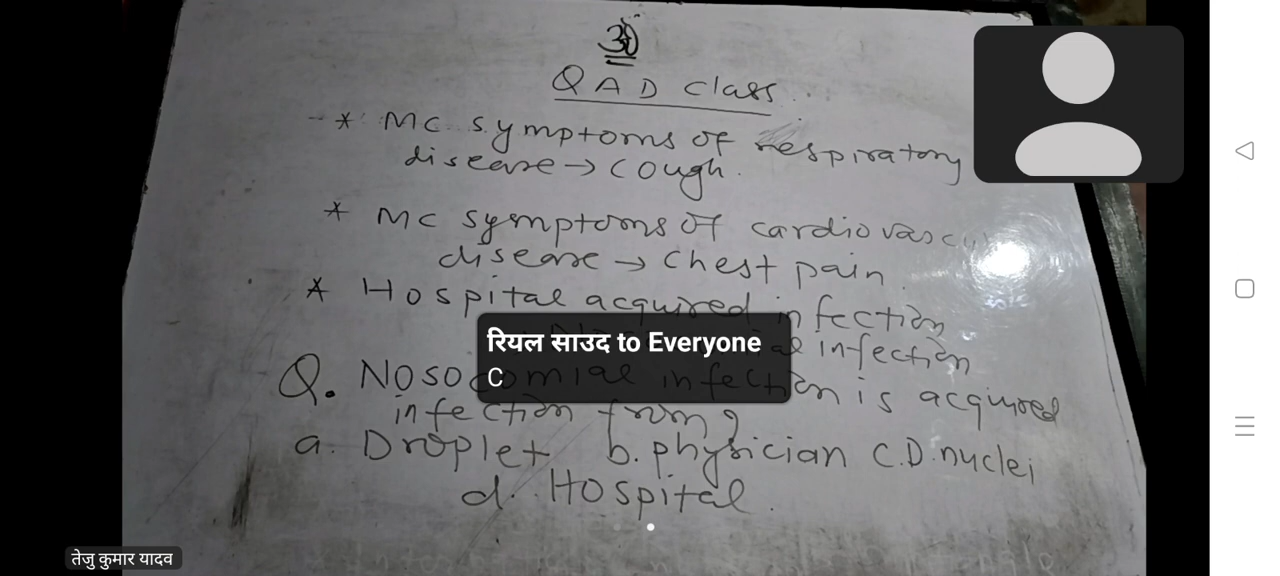 ॐ
QAD class
* Mc symptoms of respiratory
disease → cough.
* Mc symptoms of cardiovasc
disease → chest pain
* Hospital acquired infection
infection
रियल साउद to Everyone
C
Q. Nosocomial infection is acquired
infection from ?
a. Droplet b. physician C. D. nuclei
d. Hospital.
तेजु कुमार यादव